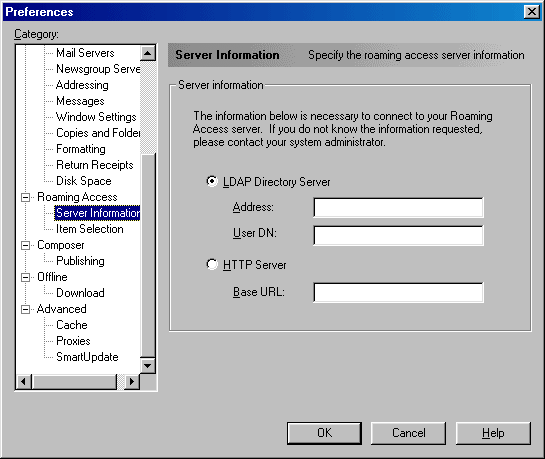 Preferences
Category:
Mail Servers
Newsgroup Serve
Addressing
Messages
Window Settings
Copies and Folder
Formatting
Return Receipts
Disk Space
Roaming Access
Server Information
Item Selection
Composer
Publishing
Offline
Download
Advanced
Cache
Proxies
SmartUpdate
Server Information Specify the roaming access server information
Server information
The information below is necessary to connect to your Roaming
Access server. If you do not know the information requested,
please contact your system administrator.
LDAP Directory Server
Address:
User DN:
HTTP Server
Base URL:
OK Cancel Help